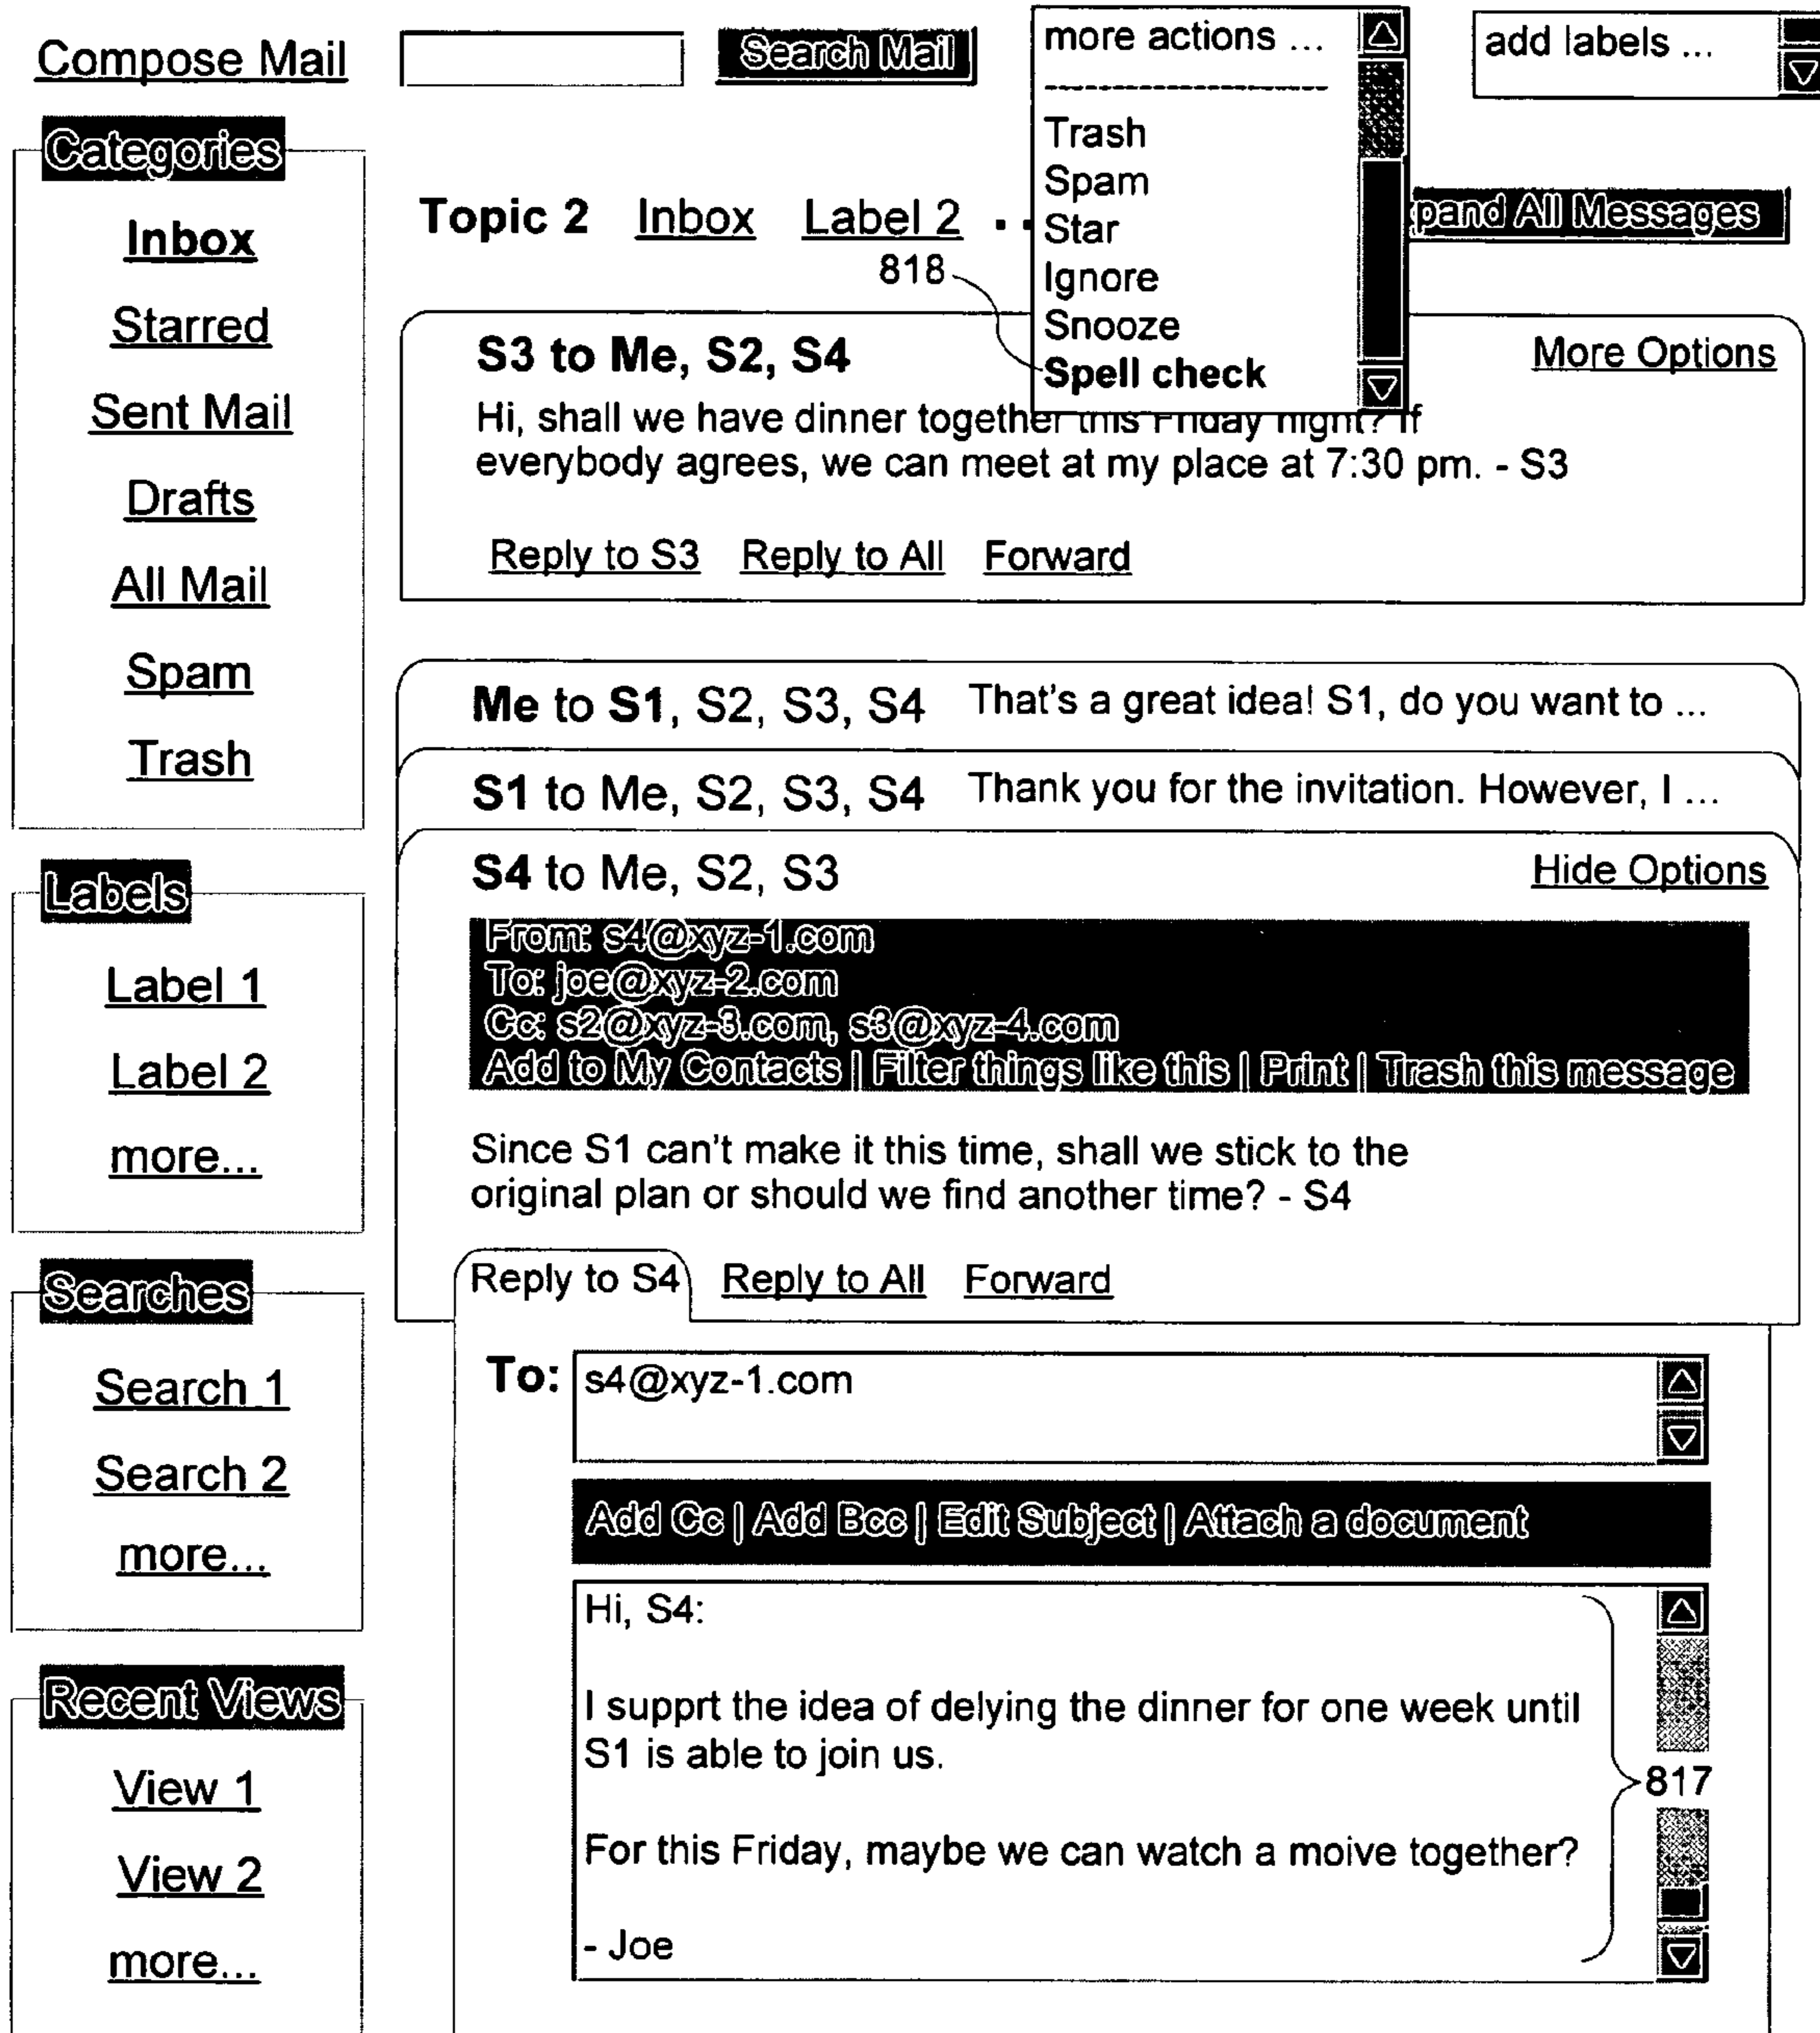 Compose Mail
Search Mail
more actions ...
add labels ...
Trash
Spam
Star
Ignore
Snooze
Spell check
818
Categories
Inbox
Starred
Sent Mail
Drafts
All Mail
Spam
Trash
Labels
Label 1
Label 2
more...
Searches
Search 1
Search 2
more...
Recent Views
View 1
View 2
more...
Topic 2 Inbox Label 2 ..
pand All Messages
S3 to Me, S2, S4
More Options
Hi, shall we have dinner together this Friday night? If
everybody agrees, we can meet at my place at 7:30 pm. - S3
Reply to S3 Reply to All Forward
Me to S1, S2, S3, S4 That's a great idea! S1, do you want to ...
S1 to Me, S2, S3, S4 Thank you for the invitation. However, I ...
S4 to Me, S2, S3
Hide Options
From: s4@xyz-1.com
To: joe@xyz-2.com
Cc: s2@xyz-3.com, s3@xyz-4.com
Add to My Contacts | Filter things like this | Print | Trash this message
Since S1 can't make it this time, shall we stick to the
original plan or should we find another time? - S4
Reply to S4 Reply to All Forward
To: s4@xyz-1.com
Add Cc | Add Bcc | Edit Subject | Attach a document
Hi, S4:
I supprt the idea of delying the dinner for one week until
S1 is able to join us.
817
For this Friday, maybe we can watch a moive together?
- Joe